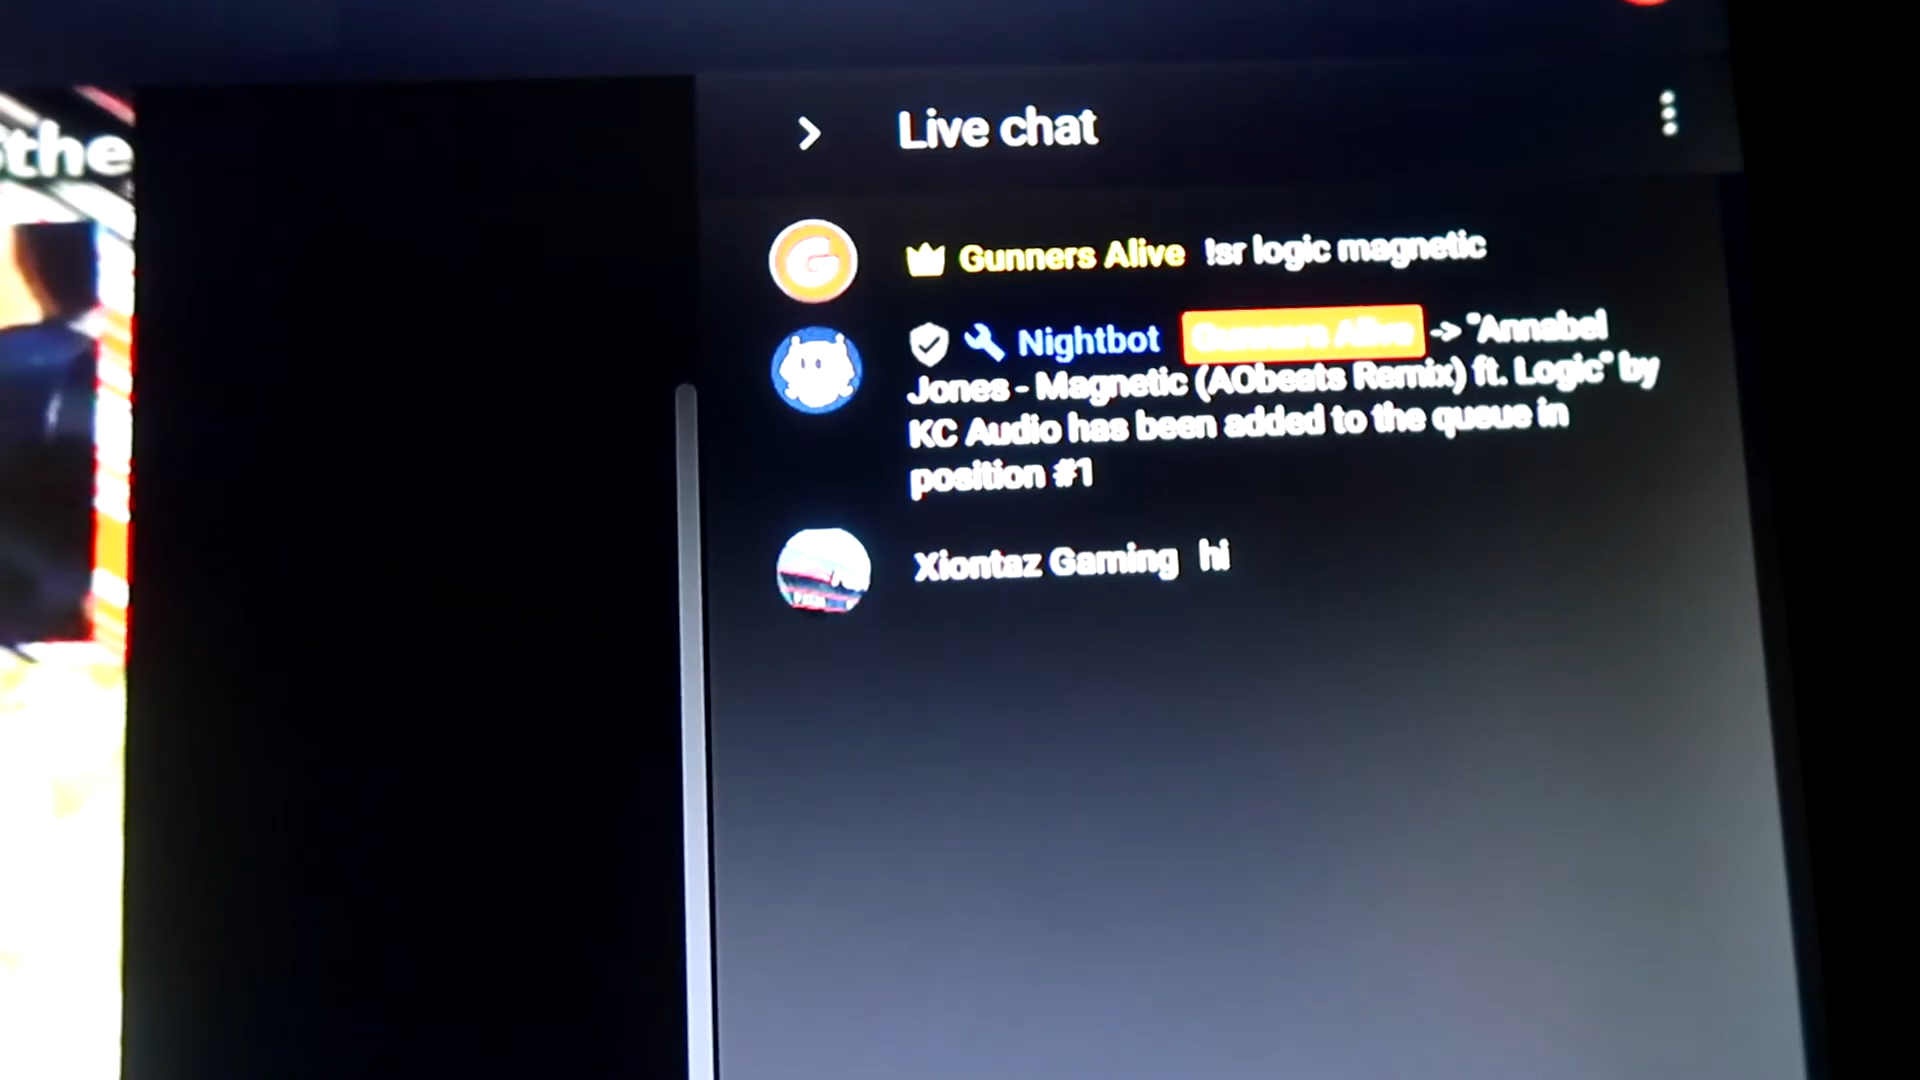 the
Live chat
G
Gunners Alive !sr logic magnetic
Nightbot Gunners Alive -> "Annabel
Jones - Magnetic (AObeats Remix) ft. Logic" by
KC Audio has been added to the queue in
position #1
Xiontaz Gaming hi